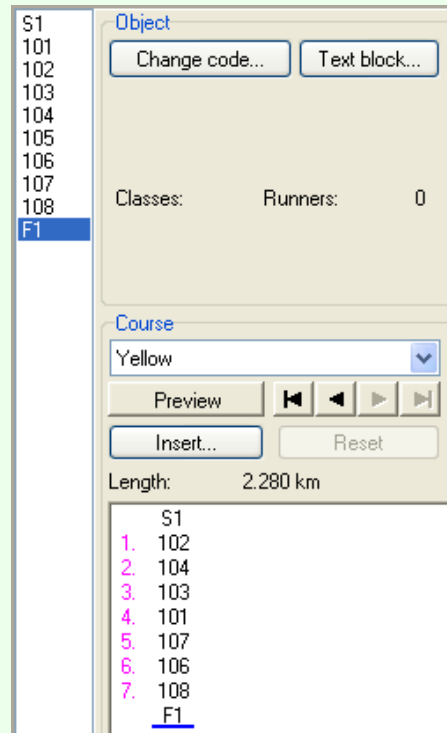 S1
101
102
103
104
105
106
107
108
F1
Object
Change code... Text block...
Classes: Runners: 0
Course
Yellow
Preview
Insert... Reset
Length: 2.280 km
S1
1. 102
2. 104
3. 103
4. 101
5. 107
6. 106
7. 108
F1